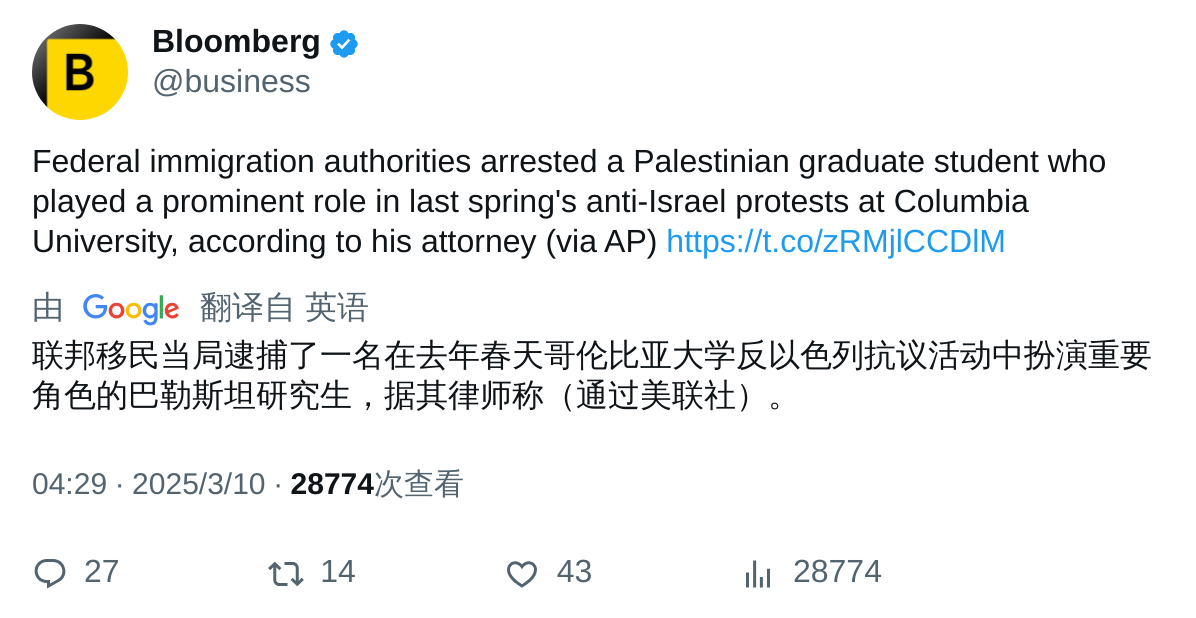 B
Bloomberg
@business
Federal immigration authorities arrested a Palestinian graduate student who
played a prominent role in last spring's anti-Israel protests at Columbia
University, according to his attorney (via AP) https://t.co/zRMjlCCDlM
由 Google 翻译自 英语
联邦移民当局逮捕了一名在去年春天哥伦比亚大学反以色列抗议活动中扮演重要
角色的巴勒斯坦研究生，据其律师称（通过美联社）。
04:29 · 2025/3/10 · 28774次查看
27 14 43 28774